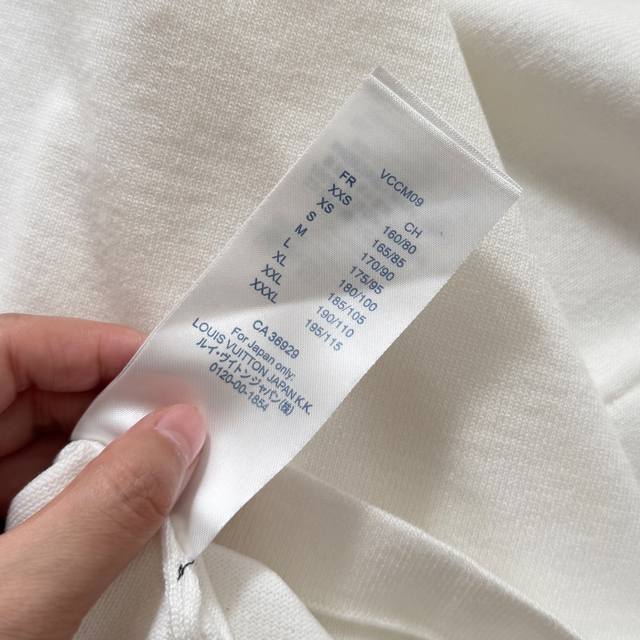 VCCM09
FR CH
XXS 160/80
XS 165/85
S 170/90
M 175/95
L 180/100
XL 185/105
XXL 190/110
XXXL 195/115
CA 36929
For Japan only:
LOUIS VUITTON JAPAN K.K.
ルイ・ヴィトンジャパン(株)
0120-00-1854